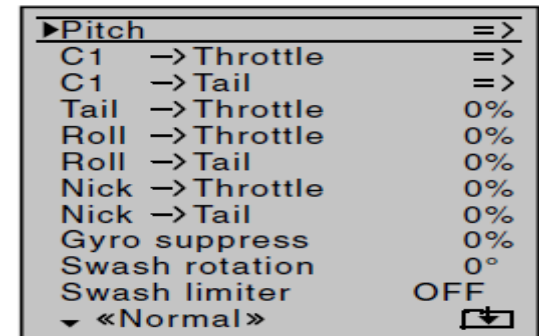 ►Pitch =>
C1 —>Throttle =>
C1 —>Tail =>
Tail —>Throttle 0%
Roll —>Throttle 0%
Roll —>Tail 0%
Nick —>Throttle 0%
Nick —>Tail 0%
Gyro suppress 0%
Swash rotation 0°
Swash limiter OFF
«Normal»